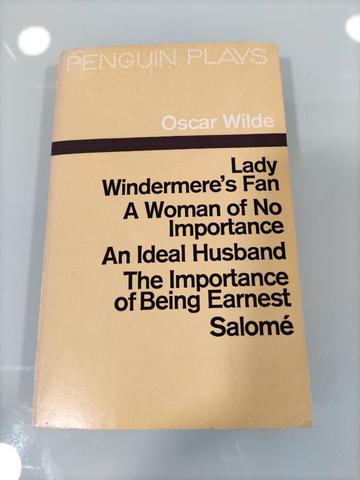 PENGUIN PLAYS
Oscar Wilde
Lady
Windermere's Fan
A Woman of No
Importance
An Ideal Husband
The Importance
of Being Earnest
Salomé